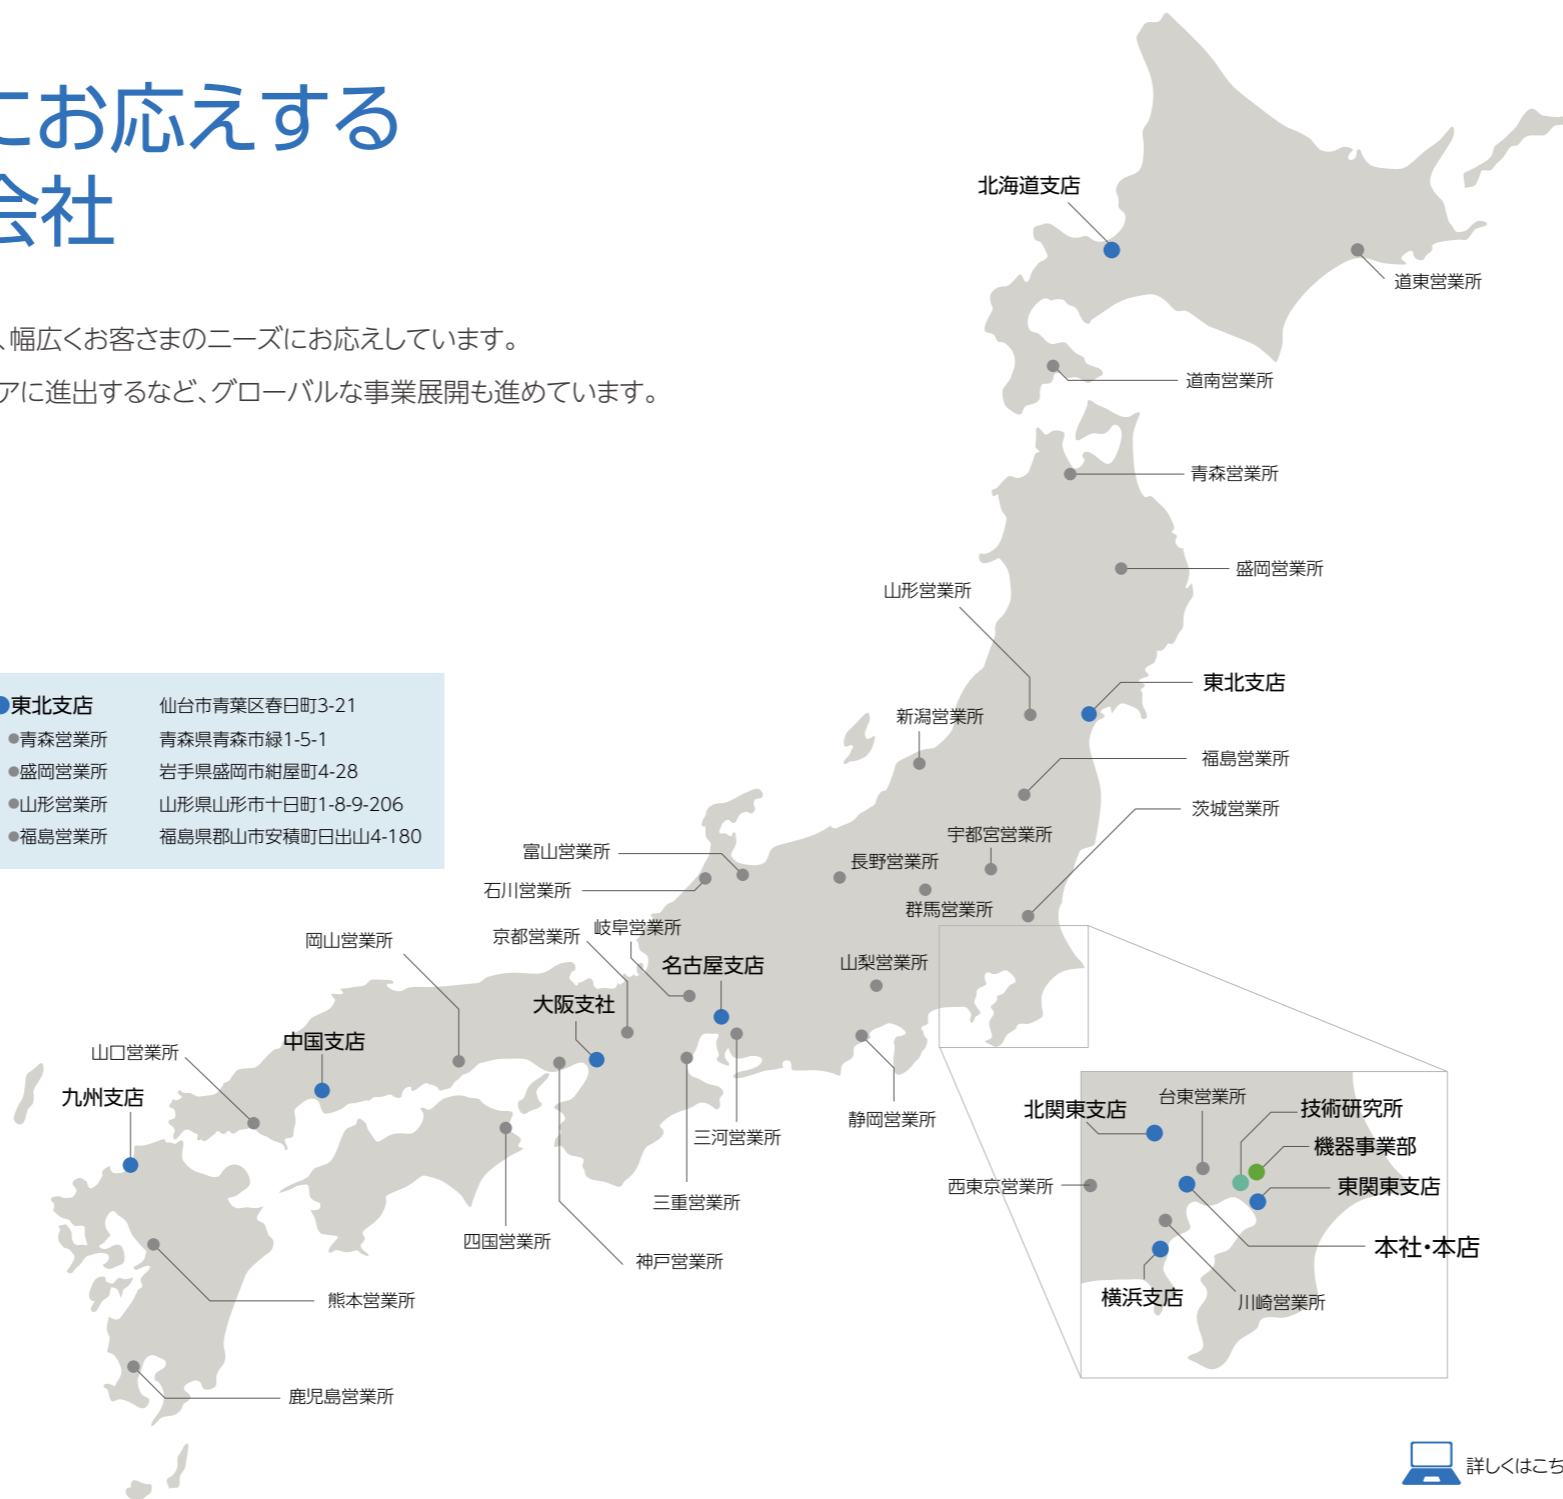 にお応えする
会社
、幅広くお客さまのニーズにお応えしています。
アに進出するなど、グローバルな事業展開も進めています。
北海道支店
道東営業所
道南営業所
青森営業所
盛岡営業所
山形営業所
東北支店
新潟営業所
福島営業所
茨城営業所
宇都宮営業所
長野営業所
群馬営業所
●東北支店 仙台市青葉区春日町3-21
●青森営業所 青森県青森市緑1-5-1
●盛岡営業所 岩手県盛岡市紺屋町4-28
●山形営業所 山形県山形市十日町1-8-9-206
●福島営業所 福島県郡山市安積町日出山4-180
富山営業所
石川営業所
岐阜営業所
京都営業所
岡山営業所
名古屋支店
山梨営業所
大阪支社
中国支店
山口営業所
九州支店
静岡営業所
三河営業所
三重営業所
四国営業所
神戸営業所
熊本営業所
鹿児島営業所
台東営業所
北関東支店
技術研究所
機器事業部
西東京営業所
東関東支店
本社・本店
横浜支店
川崎営業所
詳しくはこち